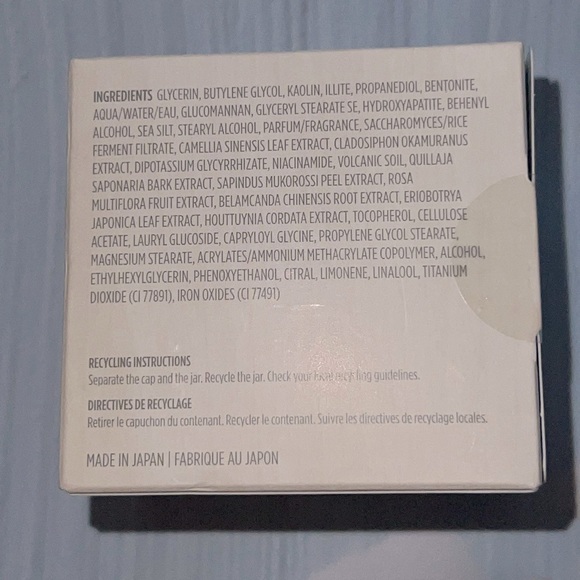 INGREDIENTS GLYCERIN, BUTYLENE GLYCOL, KAOLIN, ILLITE, PROPANEDIOL, BENTONITE,
AQUA/WATER/EAU, GLUCOMANNAN, GLYCERYL STEARATE SE, HYDROXYAPATITE, BEHENYL
ALCOHOL, SEA SILT, STEARYL ALCOHOL, PARFUM/FRAGRANCE, SACCHAROMYCES/RICE
FERMENT FILTRATE, CAMELLIA SINENSIS LEAF EXTRACT, CLADOSIPHON OKAMURANUS
EXTRACT, DIPOTASSIUM GLYCYRRHIZATE, NIACINAMIDE, VOLCANIC SOIL, QUILLAJA
SAPONARIA BARK EXTRACT, SAPINDUS MUKOROSSI PEEL EXTRACT, ROSA
MULTIFLORA FRUIT EXTRACT, BELAMCANDA CHINENSIS ROOT EXTRACT, ERIOBOTRYA
JAPONICA LEAF EXTRACT, HOUTTUYNIA CORDATA EXTRACT, TOCOPHEROL, CELLULOSE
ACETATE, LAURYL GLUCOSIDE, CAPRYLOYL GLYCINE, PROPYLENE GLYCOL STEARATE,
MAGNESIUM STEARATE, ACRYLATES/AMMONIUM METHACRYLATE COPOLYMER, ALCOHOL,
ETHYLHEXYLGLYCERIN, PHENOXYETHANOL, CITRAL, LIMONENE, LINALOOL, TITANIUM
DIOXIDE (CI 77891), IRON OXIDES (CI 77491)
RECYCLING INSTRUCTIONS
Separate the cap and the jar. Recycle the jar. Check your local recycling guidelines.
DIRECTIVES DE RECYCLAGE
Retirer le capuchon du contenant. Recycler le contenant. Suivre les directives de recyclage locales.
MADE IN JAPAN | FABRIQUE AU JAPON